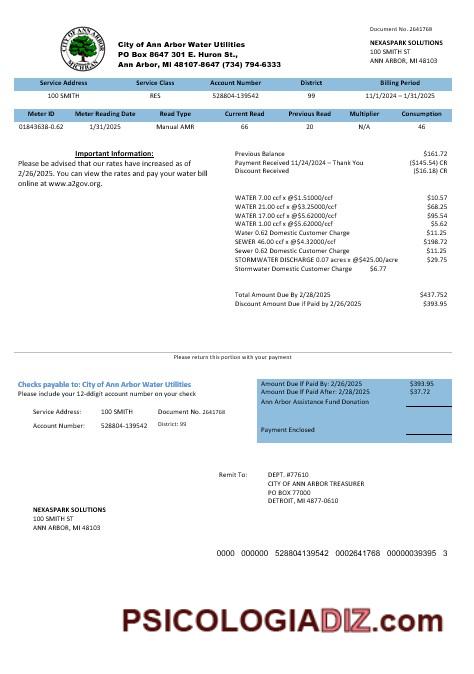 Document No. 2641768
CITY OF ANN ARBOR
MICHIGAN
City of Ann Arbor Water Utilities
PO Box 8647 301 E. Huron St.,
Ann Arbor, MI 48107-8647 (734) 794-6333
NEXASPARK SOLUTIONS
100 SMITH ST
ANN ARBOR, MI 48103
Service Address Service Class Account Number District Billing Period
100 SMITH RES 528804-139542 99 11/1/2024 – 1/31/2025
Meter ID Meter Reading Date Read Type Current Read Previous Read Multiplier Consumption
01843638-0.62 1/31/2025 Manual AMR 66 20 N/A 46
Important Information:
Please be advised that our rates have increased as of
2/26/2025. You can view the rates and pay your water bill
online at www.a2gov.org.
Previous Balance $161.72
Payment Received 11/24/2024 – Thank You ($145.54) CR
Discount Received ($16.18) CR
WATER 7.00 ccf x @$1.51000/ccf $10.57
WATER 21.00 ccf x @$3.25000/ccf $68.25
WATER 17.00 ccf x @$5.62000/ccf $95.54
WATER 1.00 ccf x @$5.62000/ccf $5.62
Water 0.62 Domestic Customer Charge $11.25
SEWER 46.00 ccf x @$4.32000/ccf $198.72
Sewer 0.62 Domestic Customer Charge $11.25
STORMWATER DISCHARGE 0.07 acres x @$425.00/acre $29.75
Stormwater Domestic Customer Charge $6.77
Total Amount Due By 2/28/2025 $437.752
Discount Amount Due if Paid by 2/26/2025 $393.95
Please return this portion with your payment
Checks payable to: City of Ann Arbor Water Utilities
Please include your 12-ddigit account number on your check
Service Address: 100 SMITH Document No. 2641768
Account Number: 528804-139542 District: 99
Amount Due If Paid By: 2/26/2025 $393.95
Amount Due If Paid After: 2/28/2025 $37.72
Ann Arbor Assistance Fund Donation
Payment Enclosed
Remit To: DEPT. #77610
CITY OF ANN ARBOR TREASURER
PO BOX 77000
DETROIT, MI 4877-0610
NEXASPARK SOLUTIONS
100 SMITH ST
ANN ARBOR, MI 48103
0000 000000 528804139542 0002641768 00000039395 3
PSICOLOGIADIZ.com